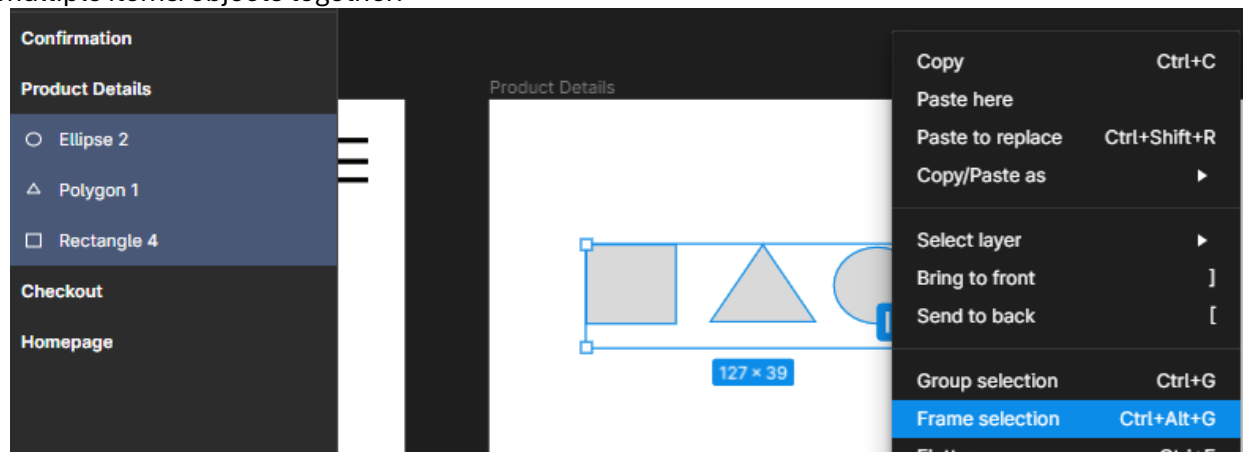 Confirmation
Product Details
Ellipse 2
Polygon 1
Rectangle 4
Checkout
Homepage
Product Details
127 × 39
Copy Ctrl+C
Paste here
Paste to replace Ctrl+Shift+R
Copy/Paste as
Select layer
Bring to front ]
Send to back [
Group selection Ctrl+G
Frame selection Ctrl+Alt+G